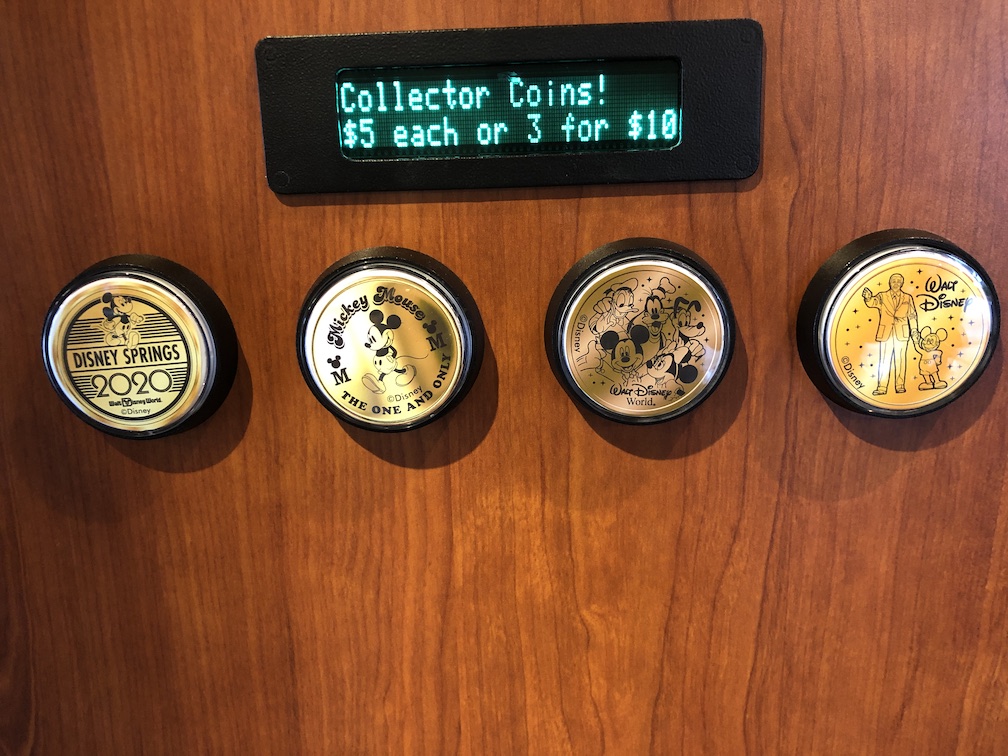 Collector Coins!
$5 each or 3 for $10
DISNEY SPRINGS
2020
Walt Disney World
©Disney
Mickey Mouse
M M
©Disney
THE ONE AND ONLY
©Disney
Walt Disney
World.
Walt
Disney
©Disney